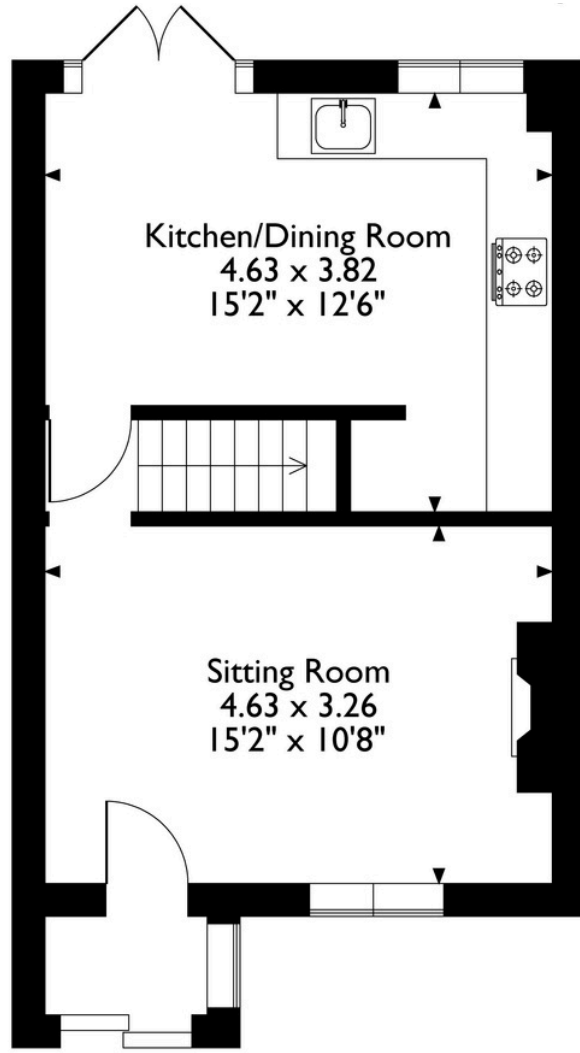 Kitchen/Dining Room
4.63 x 3.82
15'2" x 12'6"
Sitting Room
4.63 x 3.26
15'2" x 10'8"